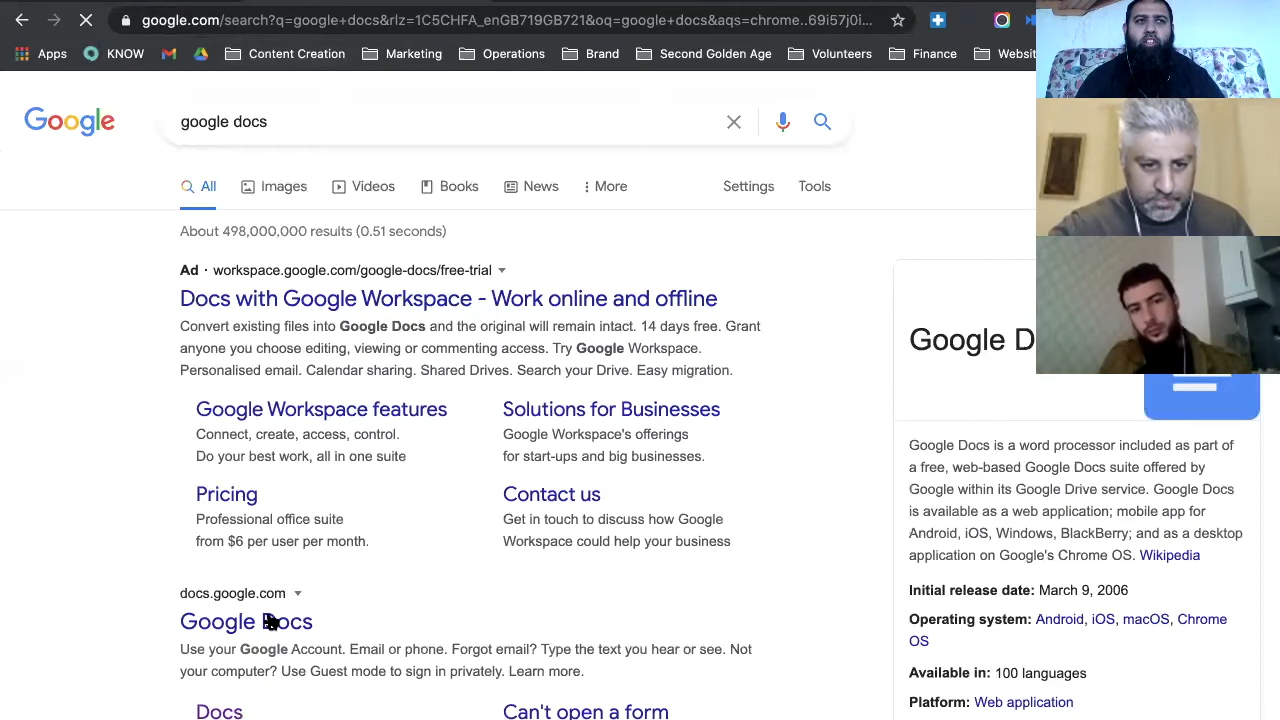 google.com/search?q=google+docs&rlz=1C5CHFA_enGB719GB721&oq=google+docs&aqs=chrome..69i57j0i...
Apps KNOW Content Creation Marketing Operations Brand Second Golden Age Volunteers Finance Websit
Google
google docs
All Images Videos Books News More Settings Tools
About 498,000,000 results (0.51 seconds)
Ad · workspace.google.com/google-docs/free-trial
Docs with Google Workspace - Work online and offline
Convert existing files into Google Docs and the original will remain intact. 14 days free. Grant
anyone you choose editing, viewing or commenting access. Try Google Workspace.
Personalised email. Calendar sharing. Shared Drives. Search your Drive. Easy migration.
Google Workspace features
Connect, create, access, control.
Do your best work, all in one suite
Solutions for Businesses
Google Workspace's offerings
for start-ups and big businesses.
Pricing
Professional office suite
from $6 per user per month.
Contact us
Get in touch to discuss how Google
Workspace could help your business
docs.google.com
Google Docs
Use your Google Account. Email or phone. Forgot email? Type the text you hear or see. Not
your computer? Use Guest mode to sign in privately. Learn more.
Docs
Can't open a form
Google D
Google Docs is a word processor included as part of
a free, web-based Google Docs suite offered by
Google within its Google Drive service. Google Docs
is available as a web application; mobile app for
Android, iOS, Windows, BlackBerry; and as a desktop
application on Google's Chrome OS. Wikipedia
Initial release date: March 9, 2006
Operating system: Android, iOS, macOS, Chrome
OS
Available in: 100 languages
Platform: Web application